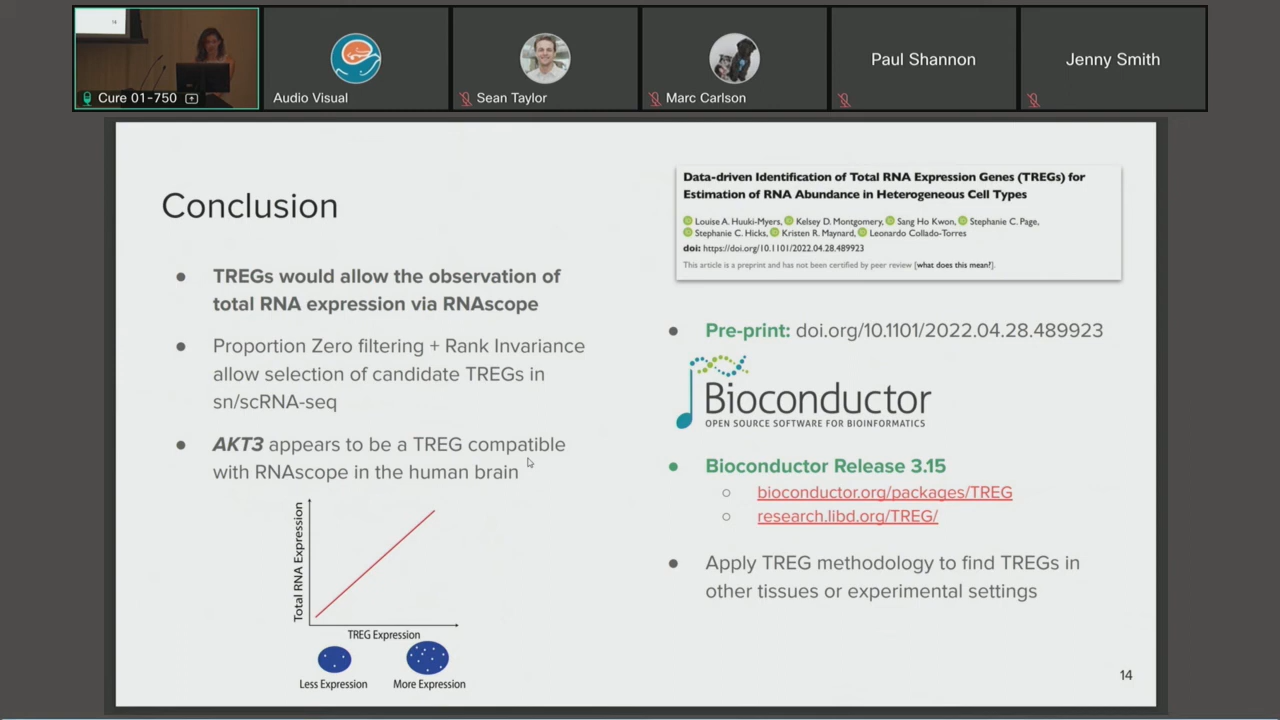 Cure 01-750
Audio Visual
Sean Taylor
Marc Carlson
Paul Shannon
Jenny Smith
Conclusion
● TREGs would allow the observation of
total RNA expression via RNAscope
● Proportion Zero filtering + Rank Invariance
allow selection of candidate TREGs in
sn/scRNA-seq
● AKT3 appears to be a TREG compatible
with RNAscope in the human brain
Total RNA Expression
TREG Expression
Less Expression
More Expression
Data-driven Identification of Total RNA Expression Genes (TREGs) for
Estimation of RNA Abundance in Heterogeneous Cell Types
Louise A. Huuki-Myers, Kelsey D. Montgomery, Sang Ho Kwon, Stephanie C. Page,
Stephanie C. Hicks, Kristen R. Maynard, Leonardo Collado-Torres
doi: https://doi.org/10.1101/2022.04.28.489923
This article is a preprint and has not been certified by peer review [what does this mean?].
● Pre-print: doi.org/10.1101/2022.04.28.489923
Bioconductor
OPEN SOURCE SOFTWARE FOR BIOINFORMATICS
● Bioconductor Release 3.15
○ bioconductor.org/packages/TREG
○ research.libd.org/TREG/
● Apply TREG methodology to find TREGs in
other tissues or experimental settings
14